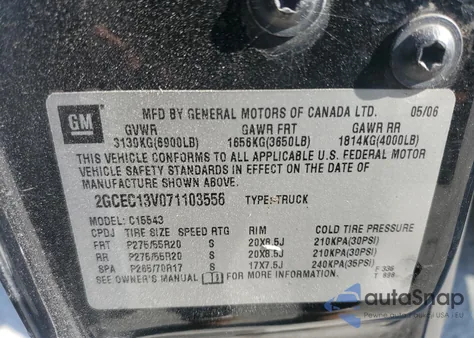 MFD BY GENERAL MOTORS OF CANADA LTD. 05/06
GM
GVWR GAWR FRT GAWR RR
3130KG(6900LB) 1656KG(3650LB) 1814KG(4000LB)
THIS VEHICLE CONFORMS TO ALL APPLICABLE U.S. FEDERAL MOTOR
VEHICLE SAFETY STANDARDS IN EFFECT ON THE DATE OF
MANUFACTURE SHOWN ABOVE.
2GCEC13V071103556 TYPE:TRUCK
MODEL: C15543
CPDJ TIRE SIZE SPEED RTG RIM COLD TIRE PRESSURE
FRT P275/55R20 S 20X8.5J 210KPA(30PSI)
RR P275/55R20 S 20X8.5J 210KPA(30PSI)
SPA P265/70R17 S 17X7.5J 240KPA(35PSI)
SEE OWNER'S MANUAL FOR MORE INFORMATION.
autoSnap